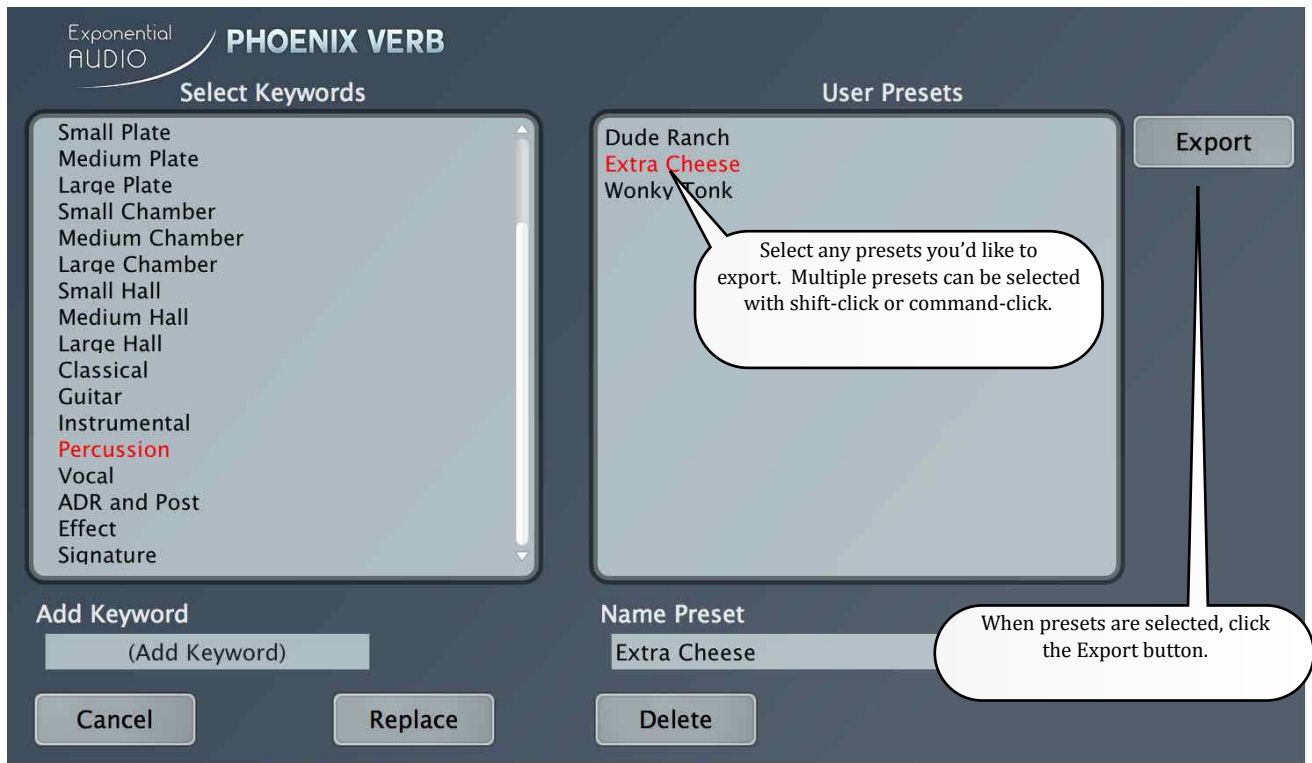 Exponential
AUDIO
PHOENIX VERB
Select Keywords
Small Plate
Medium Plate
Large Plate
Small Chamber
Medium Chamber
Large Chamber
Small Hall
Medium Hall
Large Hall
Classical
Guitar
Instrumental
Percussion
Vocal
ADR and Post
Effect
Signature
User Presets
Dude Ranch
Extra Cheese
Wonky Tonk
Export
Select any presets you’d like to
export.  Multiple presets can be selected
with shift-click or command-click.
Add Keyword
(Add Keyword)
Name Preset
Extra Cheese
When presets are selected, click
the Export button.
Cancel
Replace
Delete